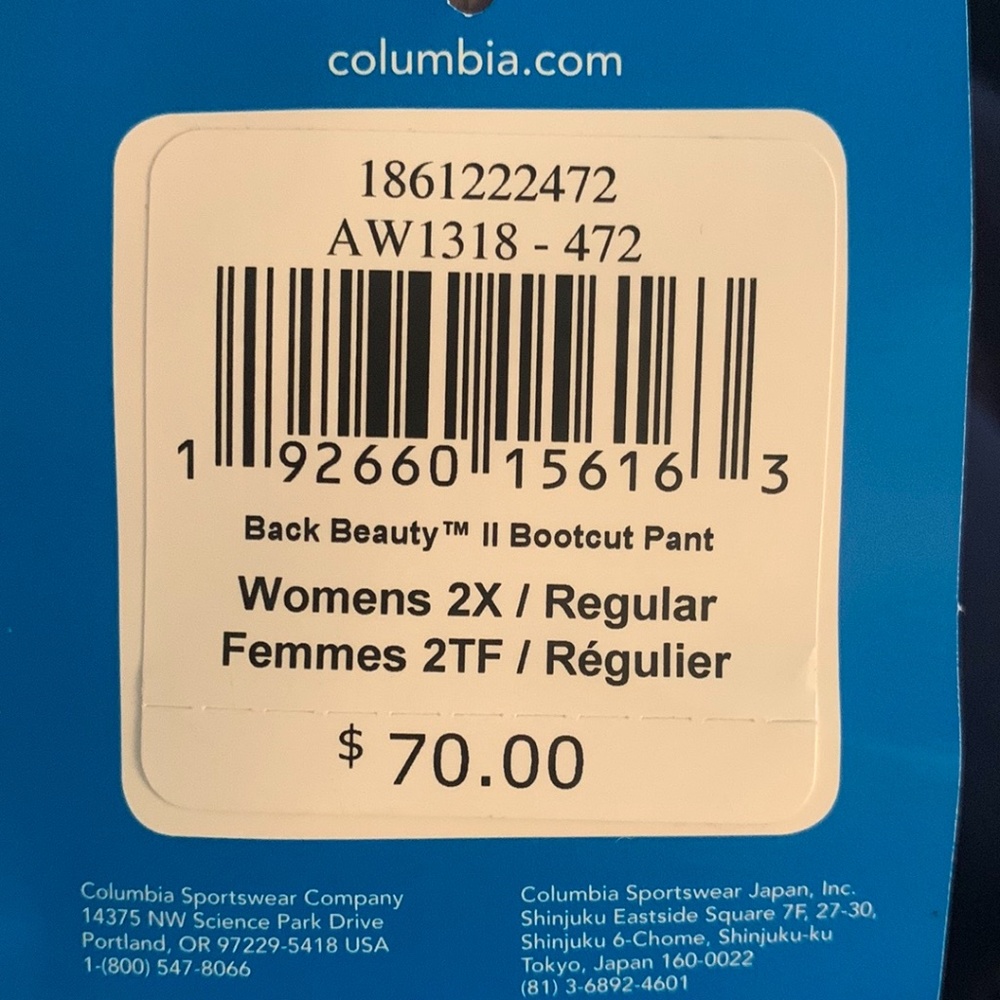 columbia.com
1861222472
AW1318 - 472
1 92660 15616 3
Back Beauty™ II Bootcut Pant
Womens 2X / Regular
Femmes 2TF / Régulier
$ 70.00
Columbia Sportswear Company
14375 NW Science Park Drive
Portland, OR 97229-5418 USA
1-(800) 547-8066
Columbia Sportswear Japan, Inc.
Shinjuku Eastside Square 7F, 27-30,
Shinjuku 6-Chome, Shinjuku-ku
Tokyo, Japan 160-0022
(81) 3-6892-4601